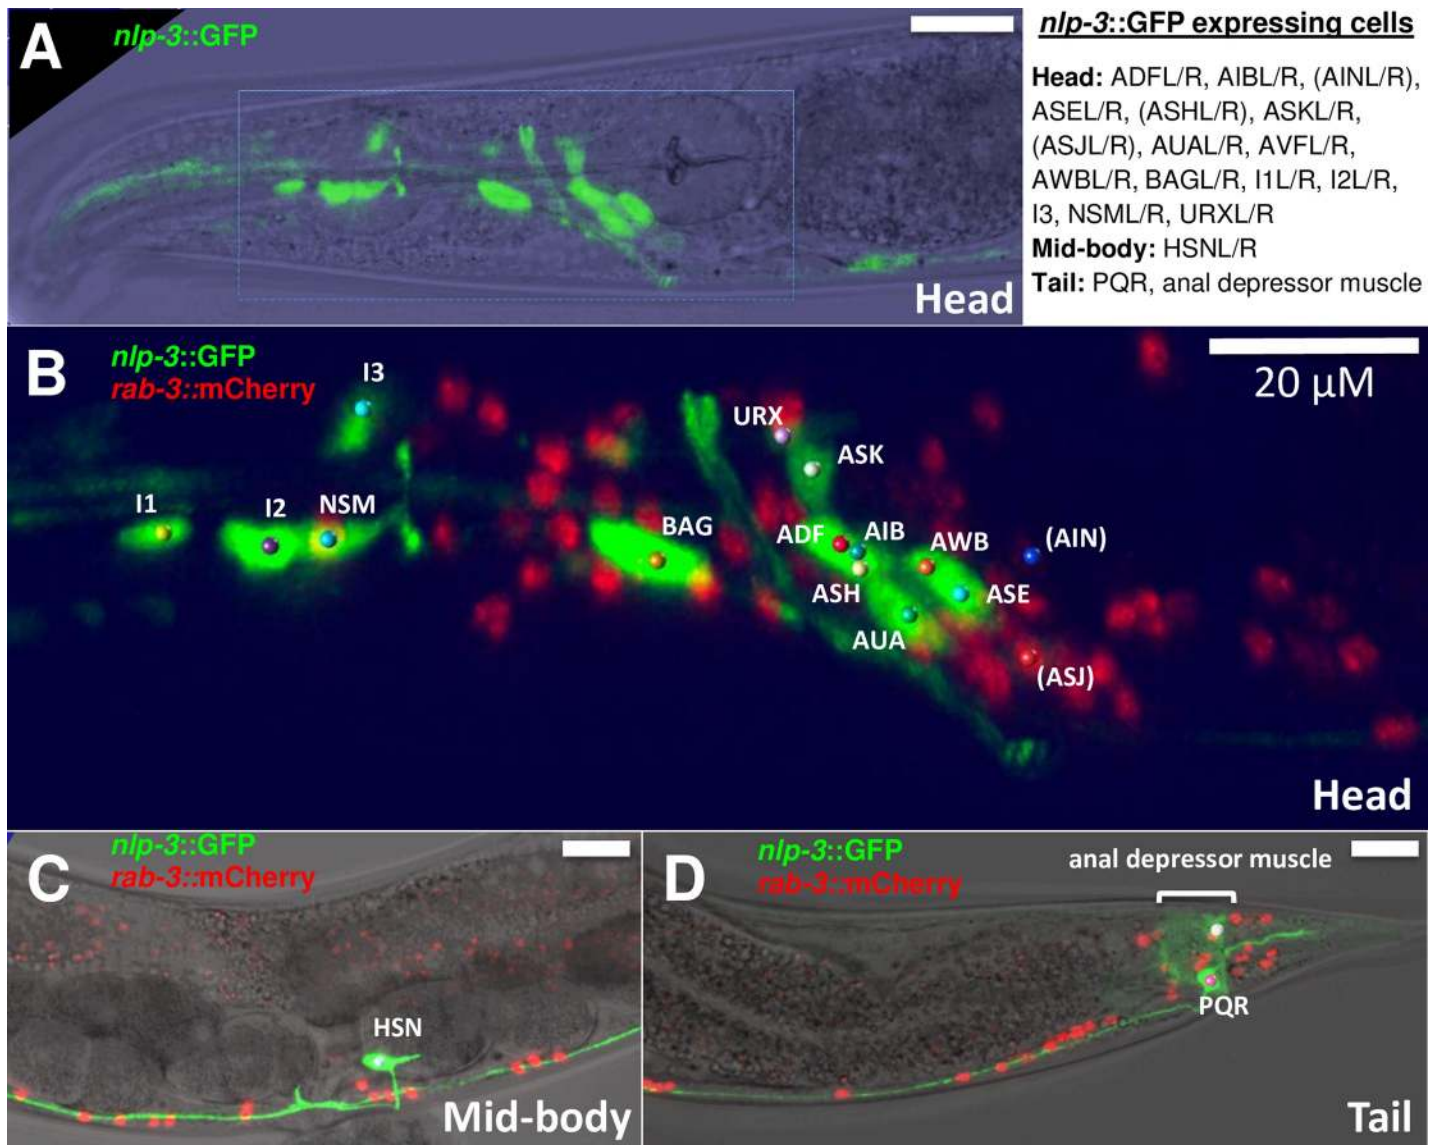 A
nlp-3::GFP
Head
nlp-3::GFP expressing cells
Head: ADFL/R, AIBL/R, (AINL/R),
ASEL/R, (ASHL/R), ASKL/R,
(ASJL/R), AUAL/R, AVFL/R,
AWBL/R, BAGL/R, I1L/R, I2L/R,
I3, NSML/R, URXL/R
Mid-body: HSNL/R
Tail: PQR, anal depressor muscle
B
nlp-3::GFP
rab-3::mCherry
20 μM
I3
URX
ASK
I1
I2
NSM
BAG
ADF
AIB
AWB
(AIN)
ASH
ASE
AUA
(ASJ)
Head
C
nlp-3::GFP
rab-3::mCherry
HSN
Mid-body
D
nlp-3::GFP
rab-3::mCherry
anal depressor muscle
PQR
Tail